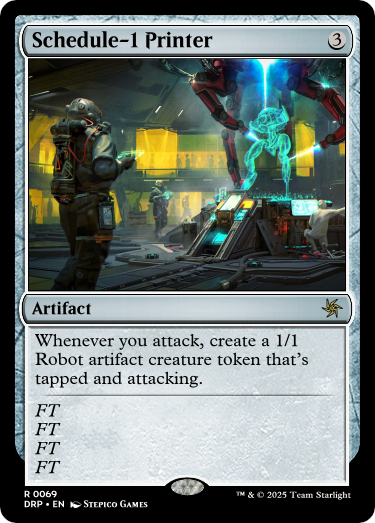 Schedule-1 Printer
3
Artifact
Whenever you attack, create a 1/1
Robot artifact creature token that's
tapped and attacking.
FT
FT
FT
FT
R 0069
DRP • EN Stepico Games
™ & © 2025 Team Starlight